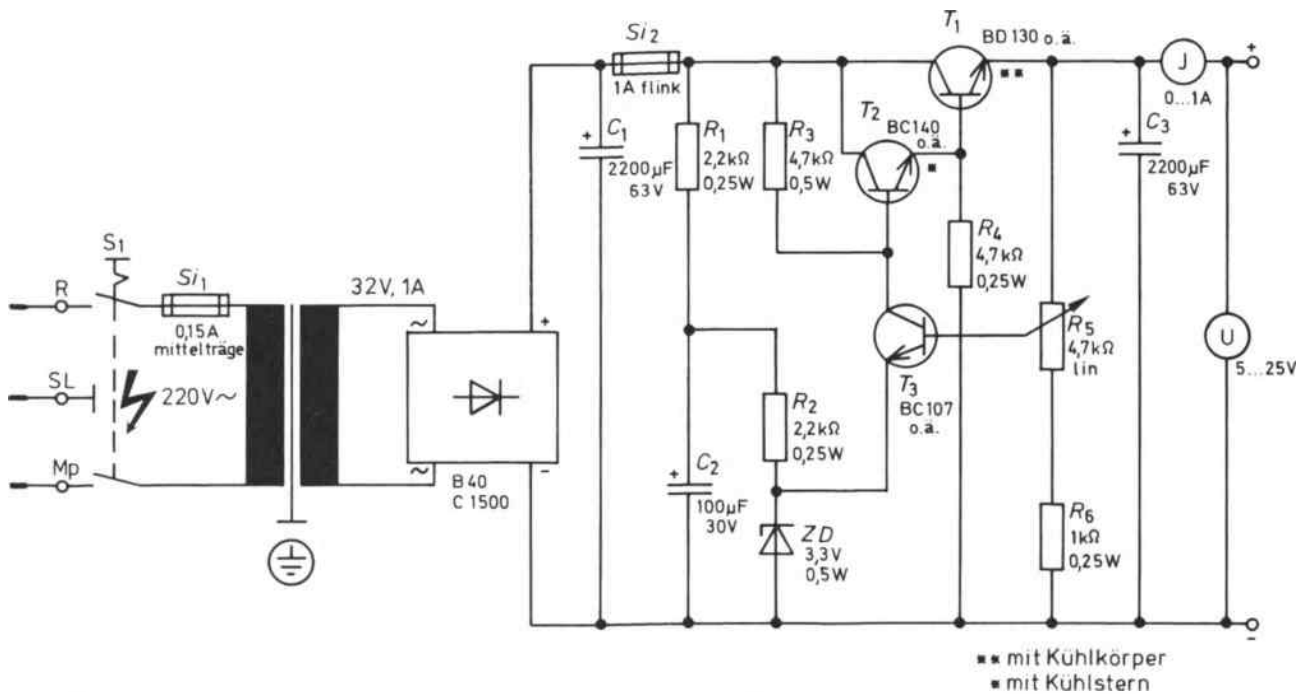 S1
R
Si1
0,15A
mittelträge
SL
220V~
Mp
32V, 1A
~
+
~
-
B 40
C 1500
+
C1
2200µF
63V
Si2
1A flink
R1
2,2kΩ
0,25W
R3
4,7kΩ
0,5W
T1
BD 130 o.ä.
**
T2
BC140
o.ä.
*
R4
4,7kΩ
0,25W
+
C3
2200µF
63V
J
0...1A
+
R5
4,7kΩ
lin
U
5...25V
T3
BC107
o.ä.
R2
2,2kΩ
0,25W
+
C2
100µF
30V
ZD
3,3V
0,5W
R6
1kΩ
0,25W
-
** mit Kühlkörper
* mit Kühlstern